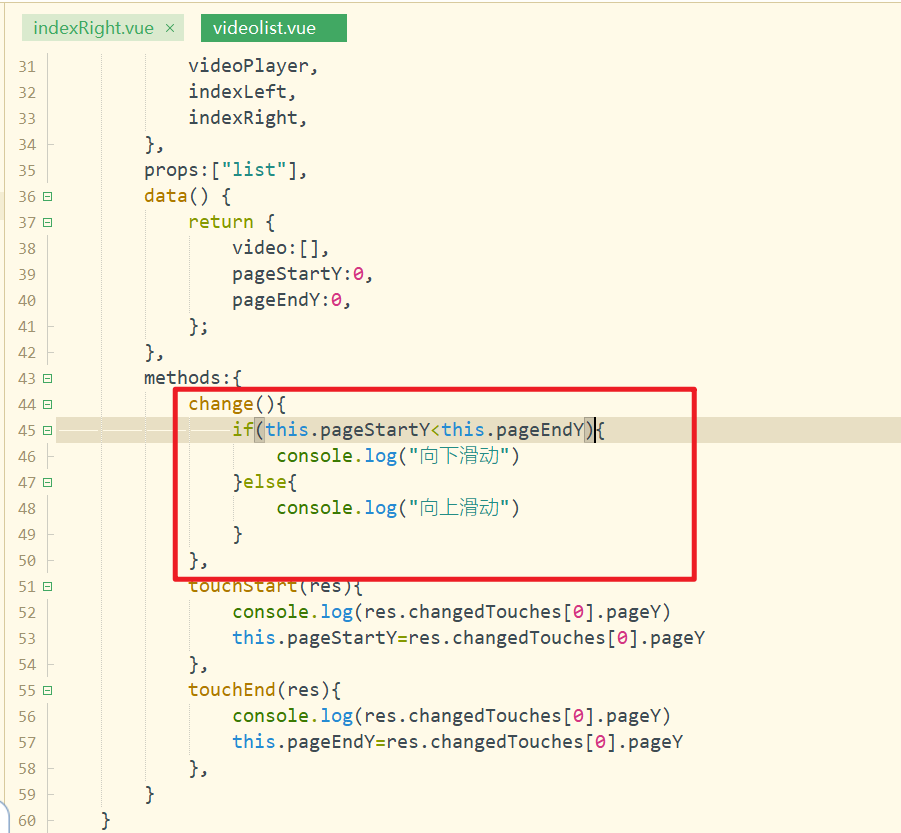 indexRight.vue × videolist.vue
31 videoPlayer,
32 indexLeft,
33 indexRight,
34 },
35 props:["list"],
36 data() {
37 return {
38 video:[],
39 pageStartY:0,
40 pageEndY:0,
41 };
42 },
43 methods:{
44 change(){
45 if(this.pageStartY<this.pageEndY){
46 console.log("向下滑动")
47 }else{
48 console.log("向上滑动")
49 }
50 },
51 touchStart(res){
52 console.log(res.changedTouches[0].pageY)
53 this.pageStartY=res.changedTouches[0].pageY
54 },
55 touchEnd(res){
56 console.log(res.changedTouches[0].pageY)
57 this.pageEndY=res.changedTouches[0].pageY
58 },
59 }
60 }